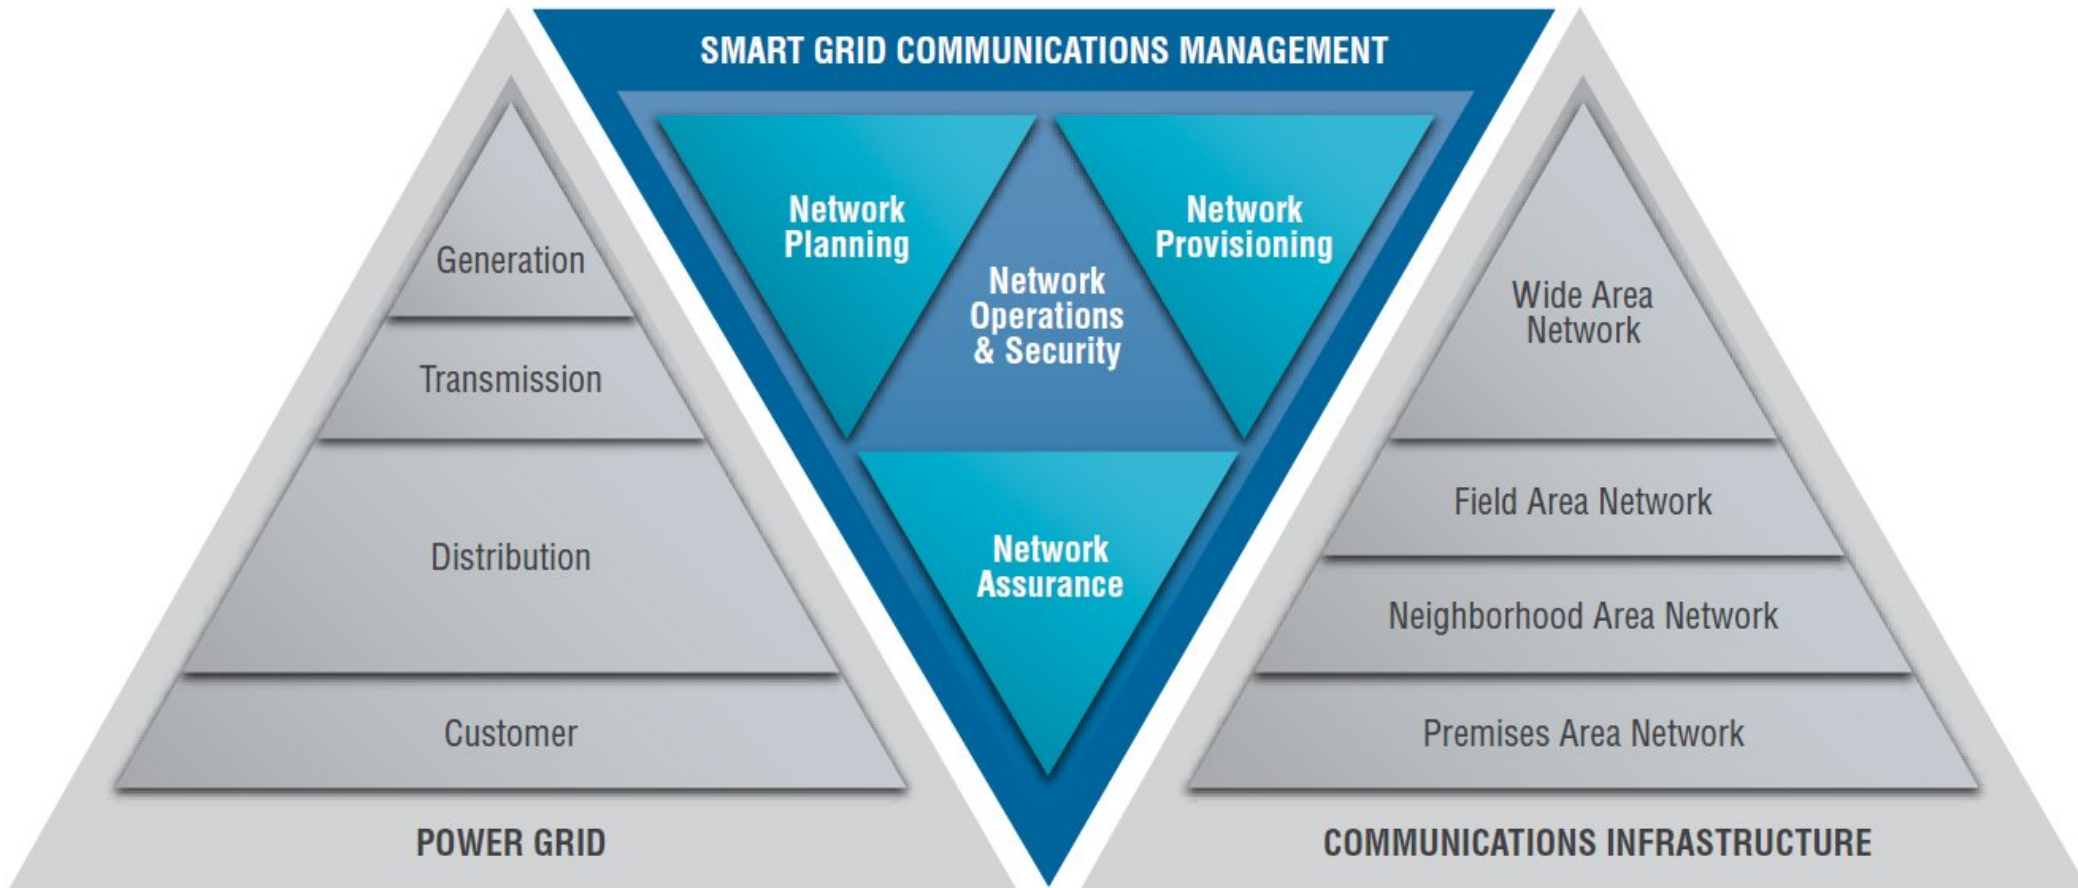 SMART GRID COMMUNICATIONS MANAGEMENT
Generation
Transmission
Distribution
Customer
POWER GRID
Network
Planning
Network
Operations
& Security
Network
Provisioning
Network
Assurance
Wide Area
Network
Field Area Network
Neighborhood Area Network
Premises Area Network
COMMUNICATIONS INFRASTRUCTURE